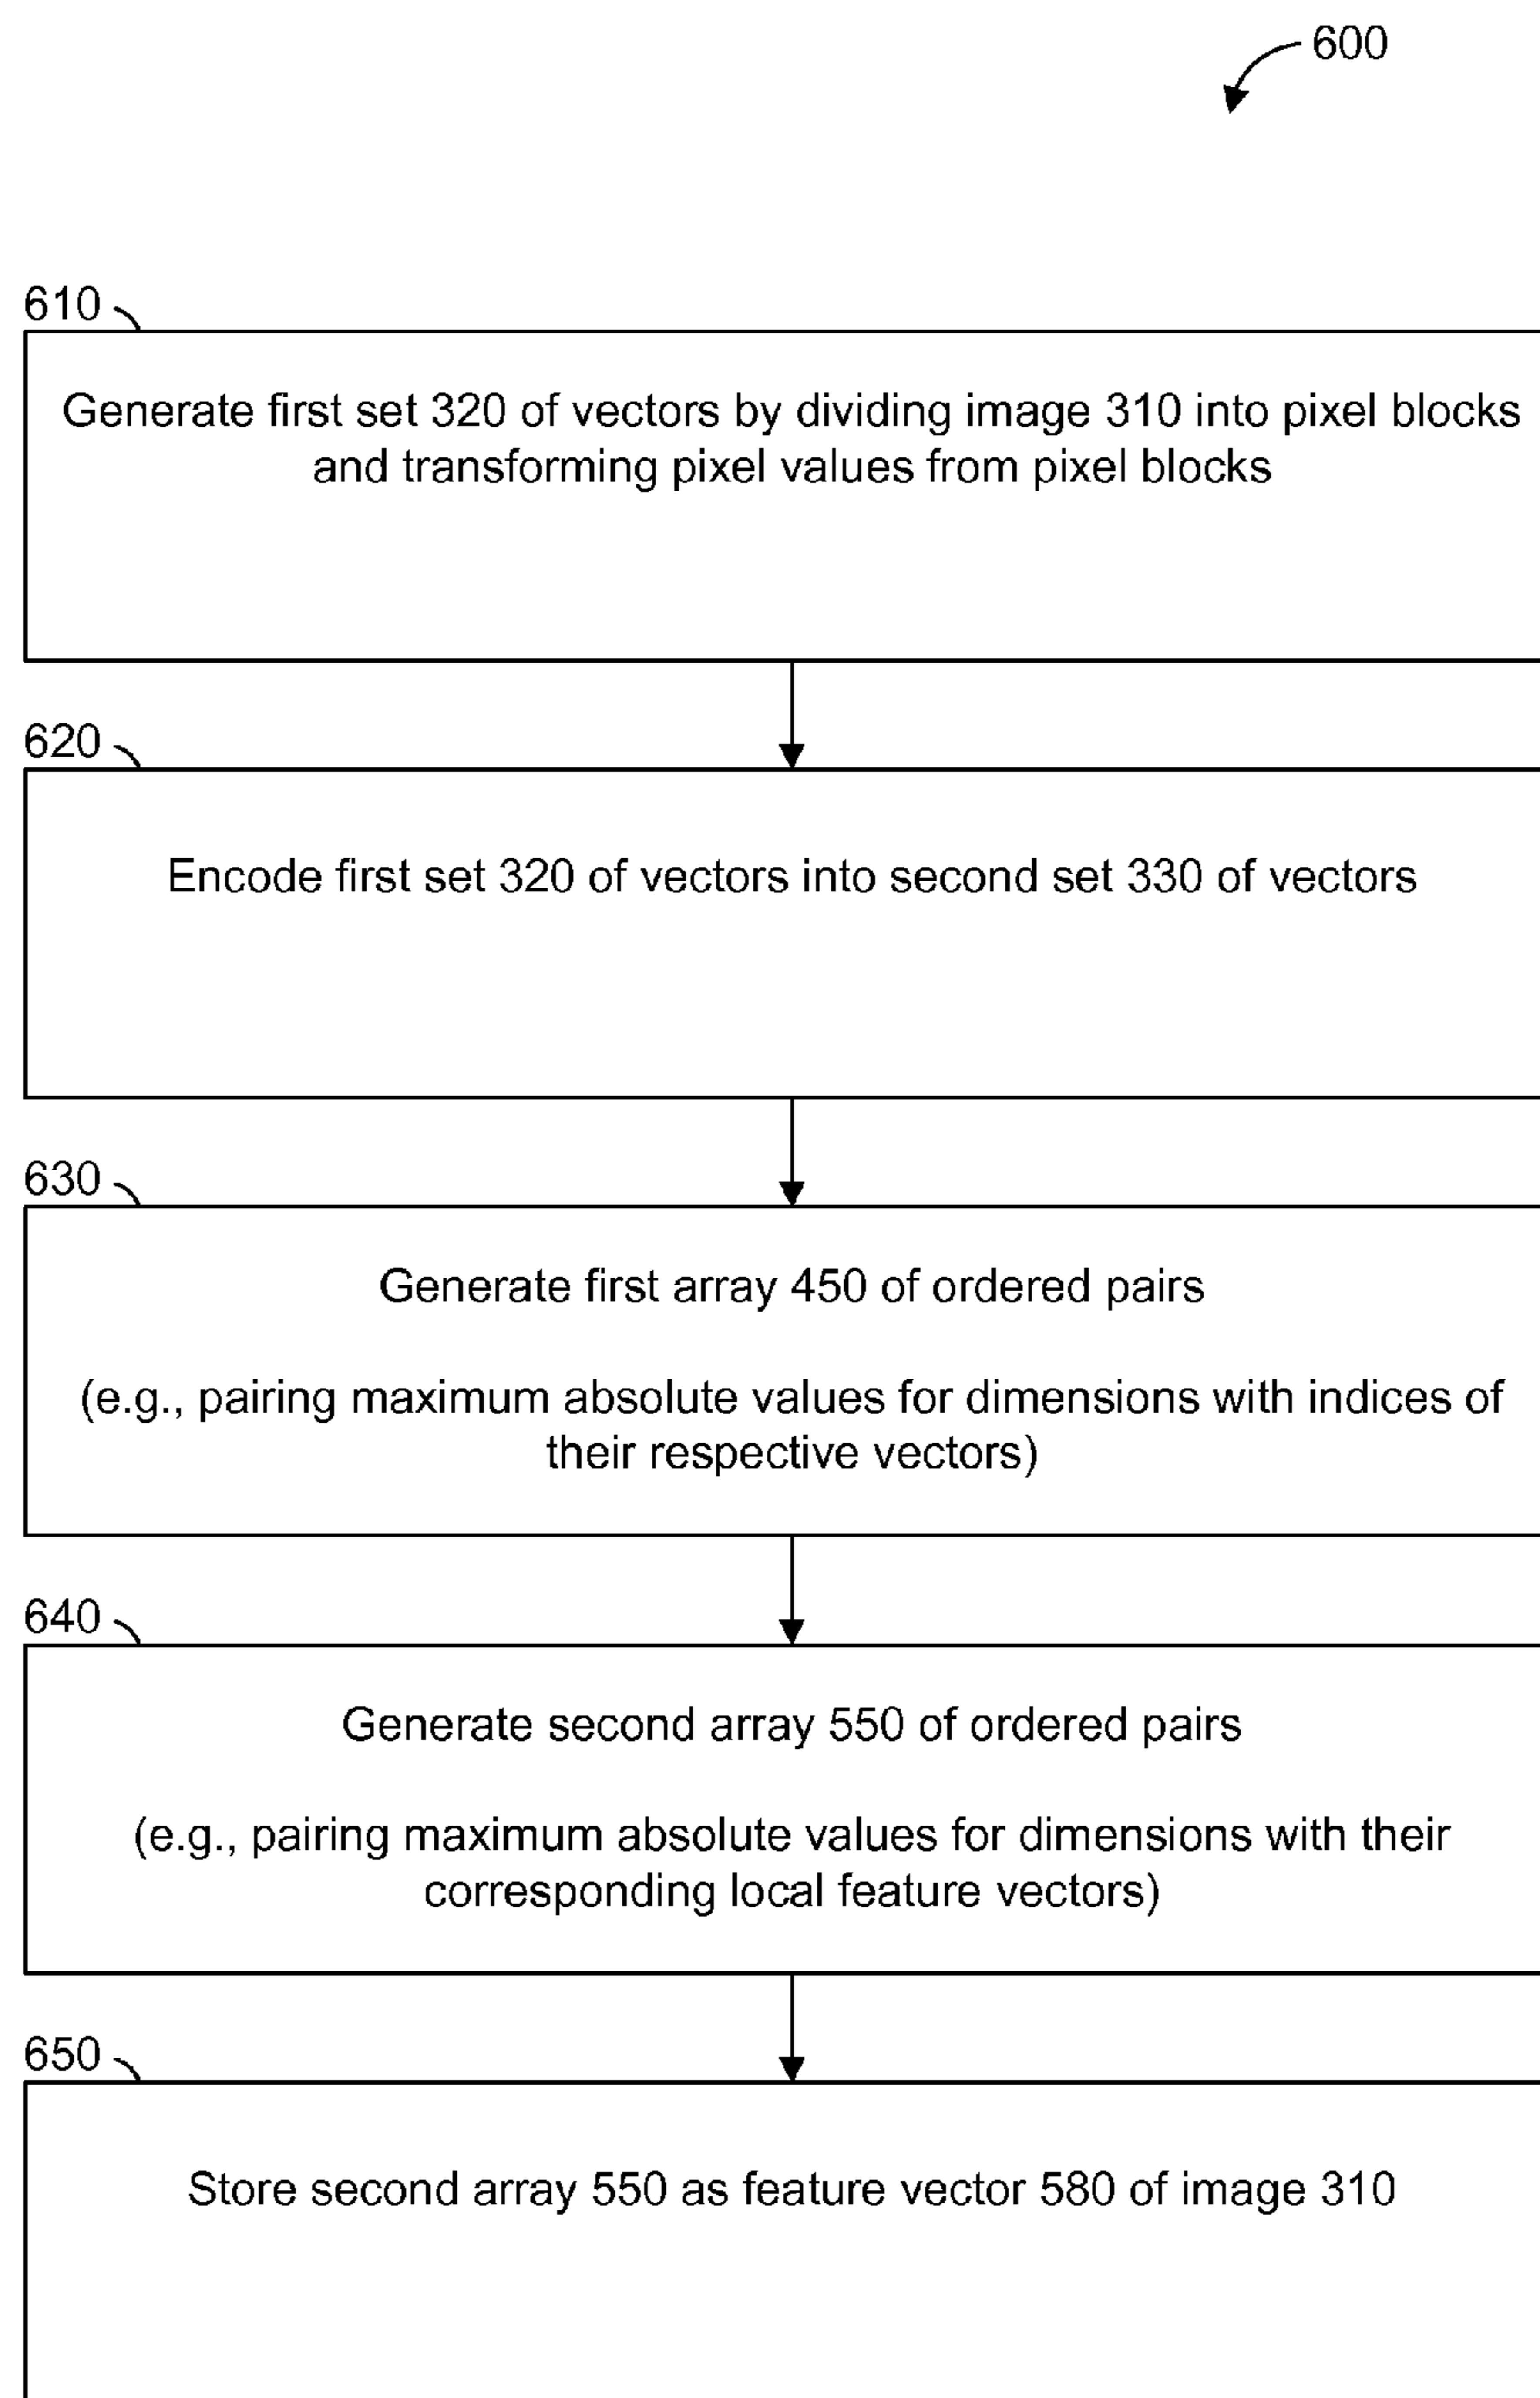 600
610
Generate first set 320 of vectors by dividing image 310 into pixel blocks
and transforming pixel values from pixel blocks
620
Encode first set 320 of vectors into second set 330 of vectors
630
Generate first array 450 of ordered pairs
(e.g., pairing maximum absolute values for dimensions with indices of
their respective vectors)
640
Generate second array 550 of ordered pairs
(e.g., pairing maximum absolute values for dimensions with their
corresponding local feature vectors)
650
Store second array 550 as feature vector 580 of image 310